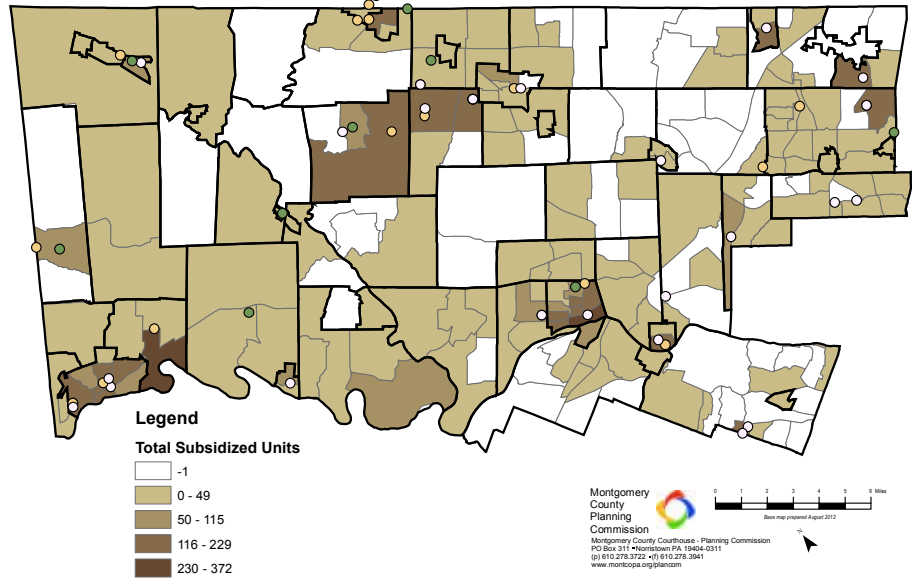 Legend
Total Subsidized Units
-1
0 - 49
50 - 115
116 - 229
230 - 372
Montgomery
County
Planning
Commission
0 1 2 3 4 5 6 Miles
Base map prepared August 2012
Montgomery County Courthouse - Planning Commission
PO Box 311 •Norristown PA 19404-0311
(p) 610.278.3722 •(f) 610.278.3941
www.montcopa.org/plancom